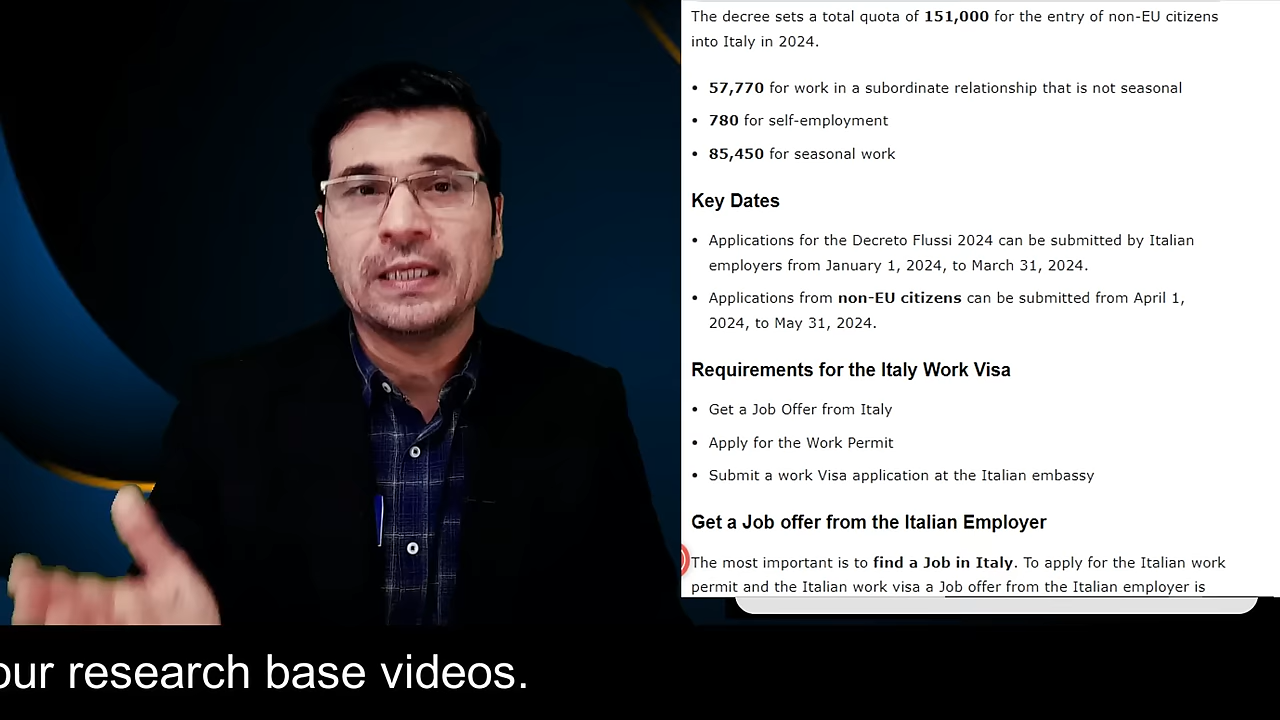 The decree sets a total quota of 151,000 for the entry of non-EU citizens
into Italy in 2024.
• 57,770 for work in a subordinate relationship that is not seasonal
• 780 for self-employment
• 85,450 for seasonal work
Key Dates
• Applications for the Decreto Flussi 2024 can be submitted by Italian
employers from January 1, 2024, to March 31, 2024.
• Applications from non-EU citizens can be submitted from April 1,
2024, to May 31, 2024.
Requirements for the Italy Work Visa
• Get a Job Offer from Italy
• Apply for the Work Permit
• Submit a work Visa application at the Italian embassy
Get a Job offer from the Italian Employer
The most important is to find a Job in Italy. To apply for the Italian work
permit and the Italian work visa a Job offer from the Italian employer is
our research base videos.